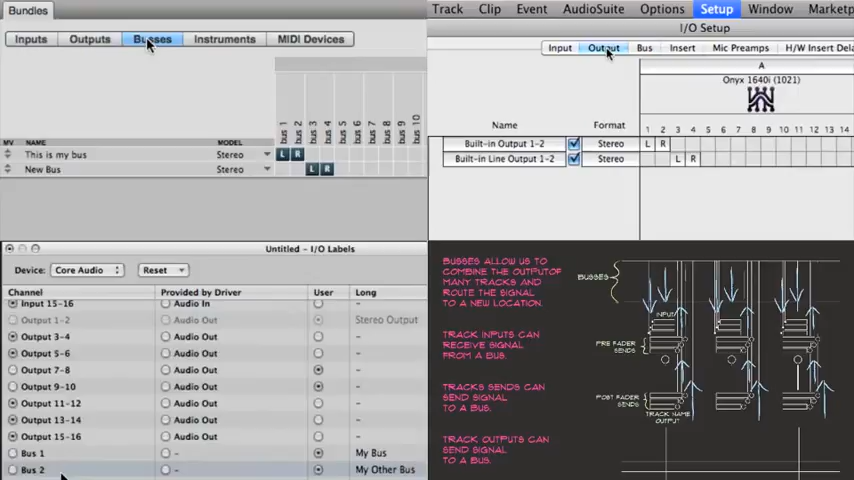 Bundles
Inputs Outputs Busses Instruments MIDI Devices
bus 1 bus 2 bus 3 bus 4 bus 5 bus 6 bus 7 bus 8 bus 9 bus 10
MV NAME MODEL
This is my bus Stereo L R
New Bus Stereo L R
Track Clip Event AudioSuite Options Setup Window Marketp
I/O Setup
Input Output Bus Insert Mic Preamps H/W Insert Dela
A
Onyx 1640i (1021)
Name Format 1 2 3 4 5 6 7 8 9 10 11 12 13 14
Built-in Output 1-2 Stereo L R
Built-in Line Output 1-2 Stereo L R
Untitled - I/O Labels
Device: Core Audio Reset
Channel Provided by Driver User Long
Input 15-16 Audio In -
Output 1-2 Audio Out Stereo Output
Output 3-4 Audio Out -
Output 5-6 Audio Out -
Output 7-8 Audio Out -
Output 9-10 Audio Out -
Output 11-12 Audio Out -
Output 13-14 Audio Out -
Output 15-16 Audio Out -
Bus 1 - My Bus
Bus 2 - My Other Bus
BUSSES ALLOW US TO
COMBINE THE OUTPUTOF
MANY TRACKS AND
ROUTE THE SIGNAL
TO A NEW LOCATION.
TRACK INPUTS CAN
RECEIVE SIGNAL
FROM A BUS.
TRACKS SENDS CAN
SEND SIGNAL
TO A BUS.
TRACK OUTPUTS CAN
SEND SIGNAL
TO A BUS.
BUSSES
INPUT
PRE FADER
SENDS
POST FADER
SENDS
TRACK NAME
OUTPUT